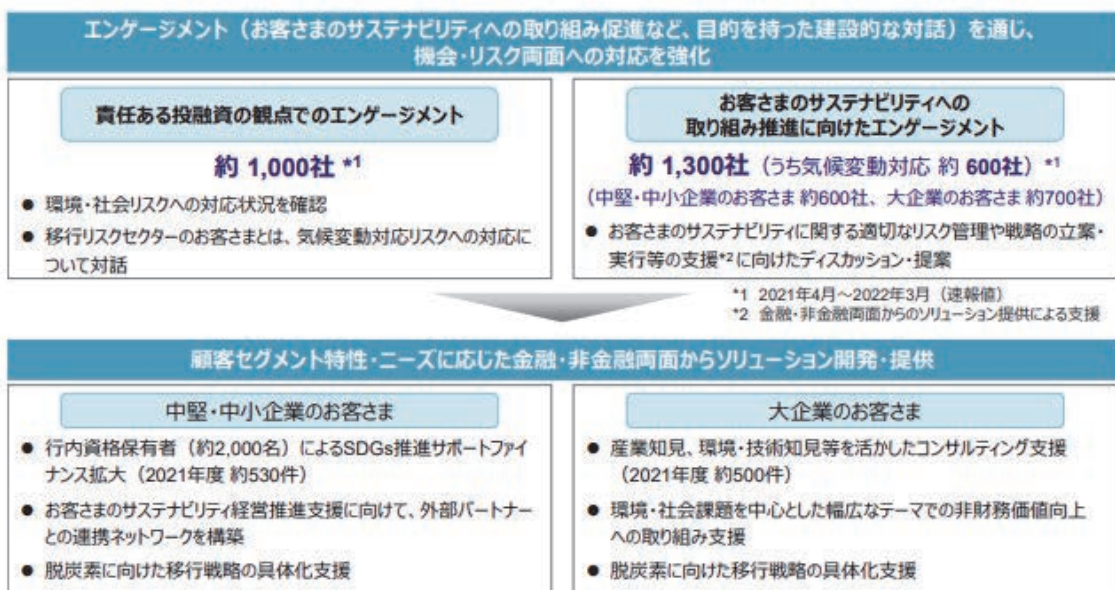 エンゲージメント（お客さまのサステナビリティへの取り組み促進など、目的を持った建設的な対話）を通じ、
機会・リスク両面への対応を強化
責任ある投融資の観点でのエンゲージメント
約 1,000社 *1
● 環境・社会リスクへの対応状況を確認
● 移行リスクセクターのお客さまとは、気候変動対応リスクへの対応に
ついて対話
お客さまのサステナビリティへの
取り組み推進に向けたエンゲージメント
約 1,300社（うち気候変動対応 約 600社）*1
（中堅・中小企業のお客さま 約600社、大企業のお客さま 約700社）
● お客さまのサステナビリティに関する適切なリスク管理や戦略の立案・
実行等の支援*2に向けたディスカッション・提案
*1 2021年4月～2022年3月（速報値）
*2 金融・非金融両面からのソリューション提供による支援
顧客セグメント特性・ニーズに応じた金融・非金融両面からソリューション開発・提供
中堅・中小企業のお客さま
● 行内資格保有者（約2,000名）によるSDGs推進サポートファイ
ナンス拡大（2021年度 約530件）
● お客さまのサステナビリティ経営推進支援に向けて、外部パートナー
との連携ネットワークを構築
● 脱炭素に向けた移行戦略の具体化支援
大企業のお客さま
● 産業知見、環境・技術知見等を活かしたコンサルティング支援
（2021年度 約500件）
● 環境・社会課題を中心とした幅広いテーマでの非財務価値向上
への取り組み支援
● 脱炭素に向けた移行戦略の具体化支援